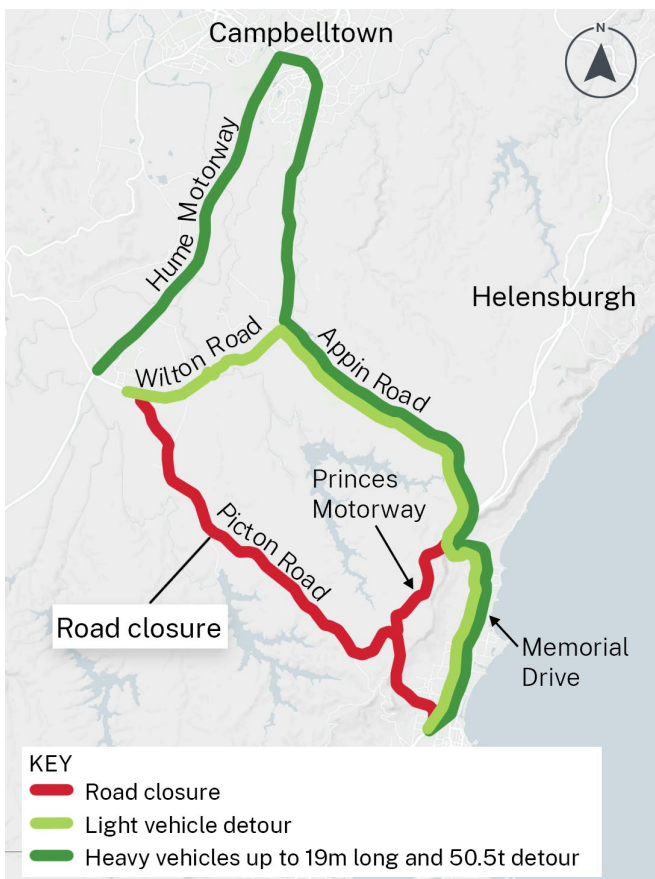 Campbelltown
N
Hume Motorway
Helensburgh
Wilton Road
Appin Road
Princes
Motorway
Picton Road
Road closure
Memorial
Drive
KEY
Road closure
Light vehicle detour
Heavy vehicles up to 19m long and 50.5t detour